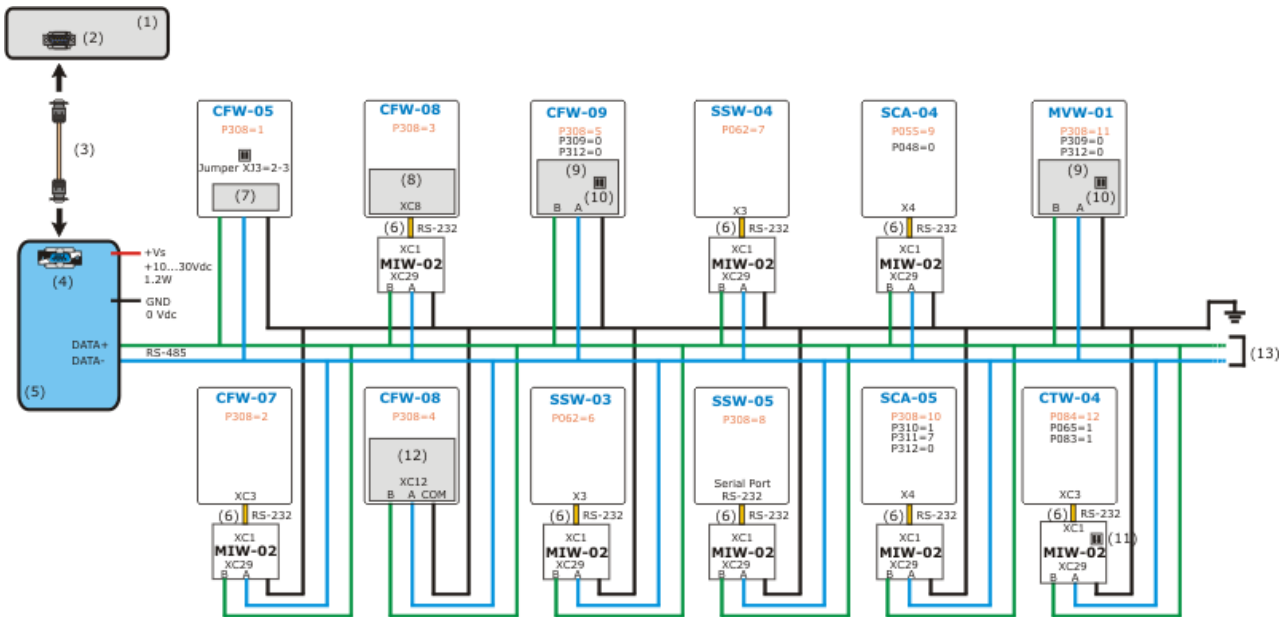 (1)
(2)
(3)
(4)
+Vs
+10...30Vdc
1.2W
GND
0 Vdc
DATA+
DATA-
RS-485
(5)
CFW-05
P308=1
Jumper XJ3=2-3
(7)
CFW-08
P308=3
(8)
XC8
(6) RS-232
XC1
MIW-02
XC29
B A
CFW-09
P308=5
P309=0
P312=0
(9)
(10)
B A
SSW-04
P062=7
X3
(6) RS-232
XC1
MIW-02
XC29
B A
SCA-04
P055=9
P048=0
X4
(6) RS-232
XC1
MIW-02
XC29
B A
MVW-01
P308=11
P309=0
P312=0
(9)
(10)
B A
(13)
CFW-07
P308=2
XC3
(6) RS-232
XC1
MIW-02
XC29
B A
CFW-08
P308=4
(12)
XC12
B A COM
SSW-03
P062=6
X3
(6) RS-232
XC1
MIW-02
XC29
B A
SSW-05
P308=8
Serial Port
RS-232
(6) RS-232
XC1
MIW-02
XC29
B A
SCA-05
P308=10
P310=1
P311=7
P312=0
X4
(6) RS-232
XC1
MIW-02
XC29
B A
CTW-04
P084=12
P065=1
P083=1
XC3
(6) RS-232
XC1
(11)
MIW-02
XC29
B A